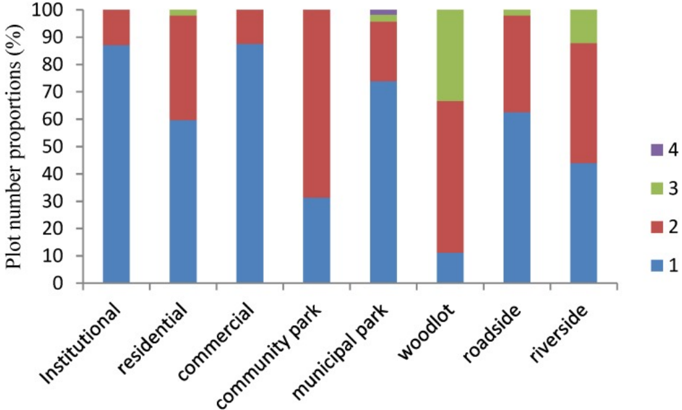 Plot number proportions (%)
100
90
80
70
60
50
40
30
20
10
0
Institutional
residential
commercial
community park
municipal park
woodlot
roadside
riverside
4
3
2
1